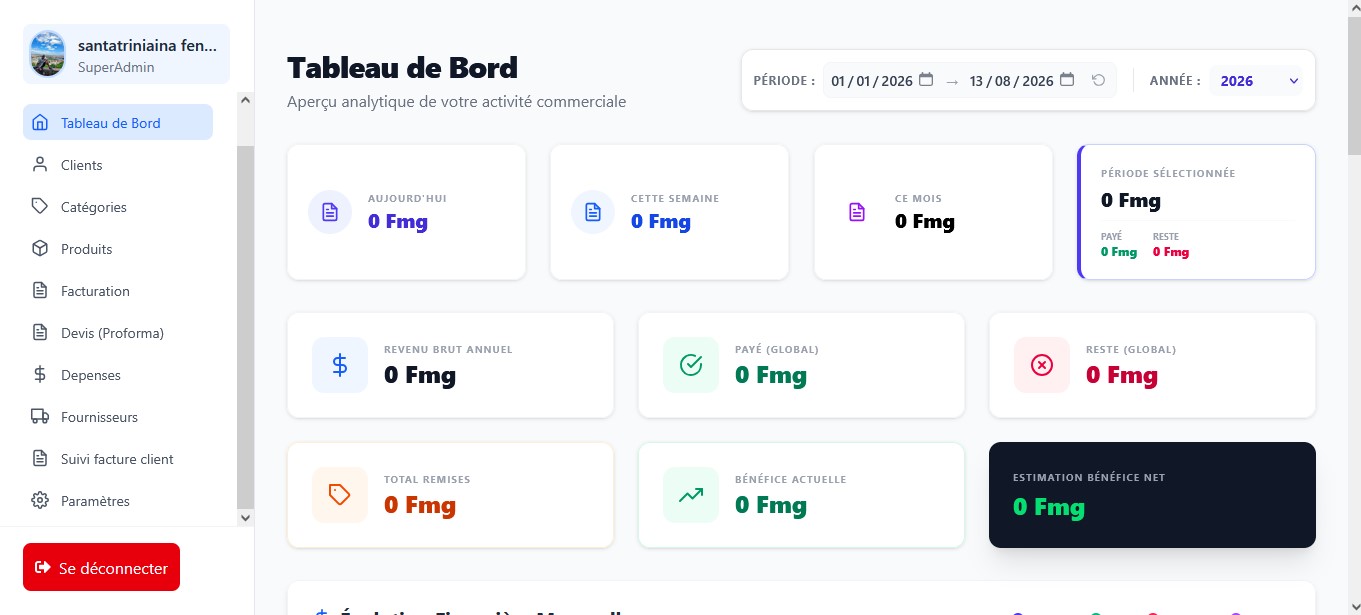 santatriniaina fen...
SuperAdmin
Tableau de Bord
Clients
Catégories
Produits
Facturation
Devis (Proforma)
Depenses
Fournisseurs
Suivi facture client
Paramètres
Se déconnecter
Tableau de Bord
Aperçu analytique de votre activité commerciale
PÉRIODE : 01/01/2026 → 13/08/2026 ANNÉE : 2026
AUJOURD'HUI
0 Fmg
CETTE SEMAINE
0 Fmg
CE MOIS
0 Fmg
PÉRIODE SÉLECTIONNÉE
0 Fmg
PAYÉ RESTE
0 Fmg 0 Fmg
REVENU BRUT ANNUEL
0 Fmg
PAYÉ (GLOBAL)
0 Fmg
RESTE (GLOBAL)
0 Fmg
TOTAL REMISES
0 Fmg
BÉNÉFICE ACTUELLE
0 Fmg
ESTIMATION BÉNÉFICE NET
0 Fmg